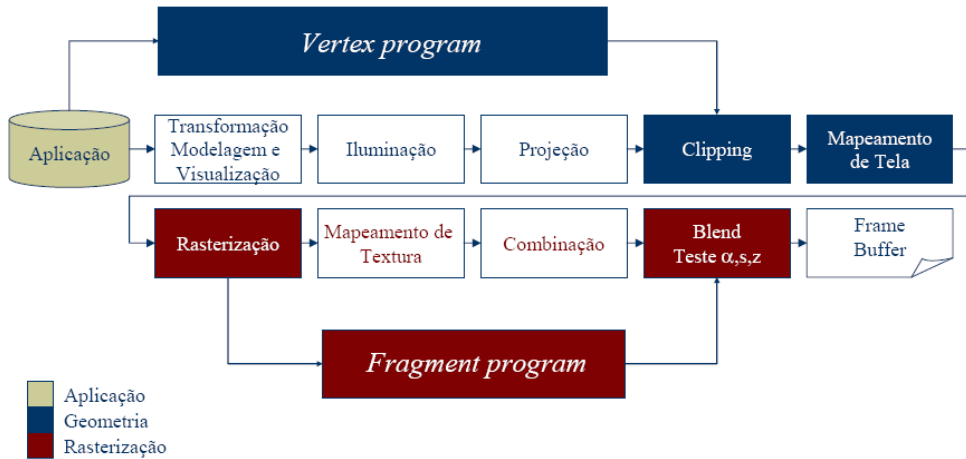 Vertex program
Aplicação
Transformação
Modelagem e
Visualização
Iluminação
Projeção
Clipping
Mapeamento
de Tela
Rasterização
Mapeamento de
Textura
Combinação
Blend
Teste α,s,z
Frame
Buffer
Fragment program
Aplicação
Geometria
Rasterização